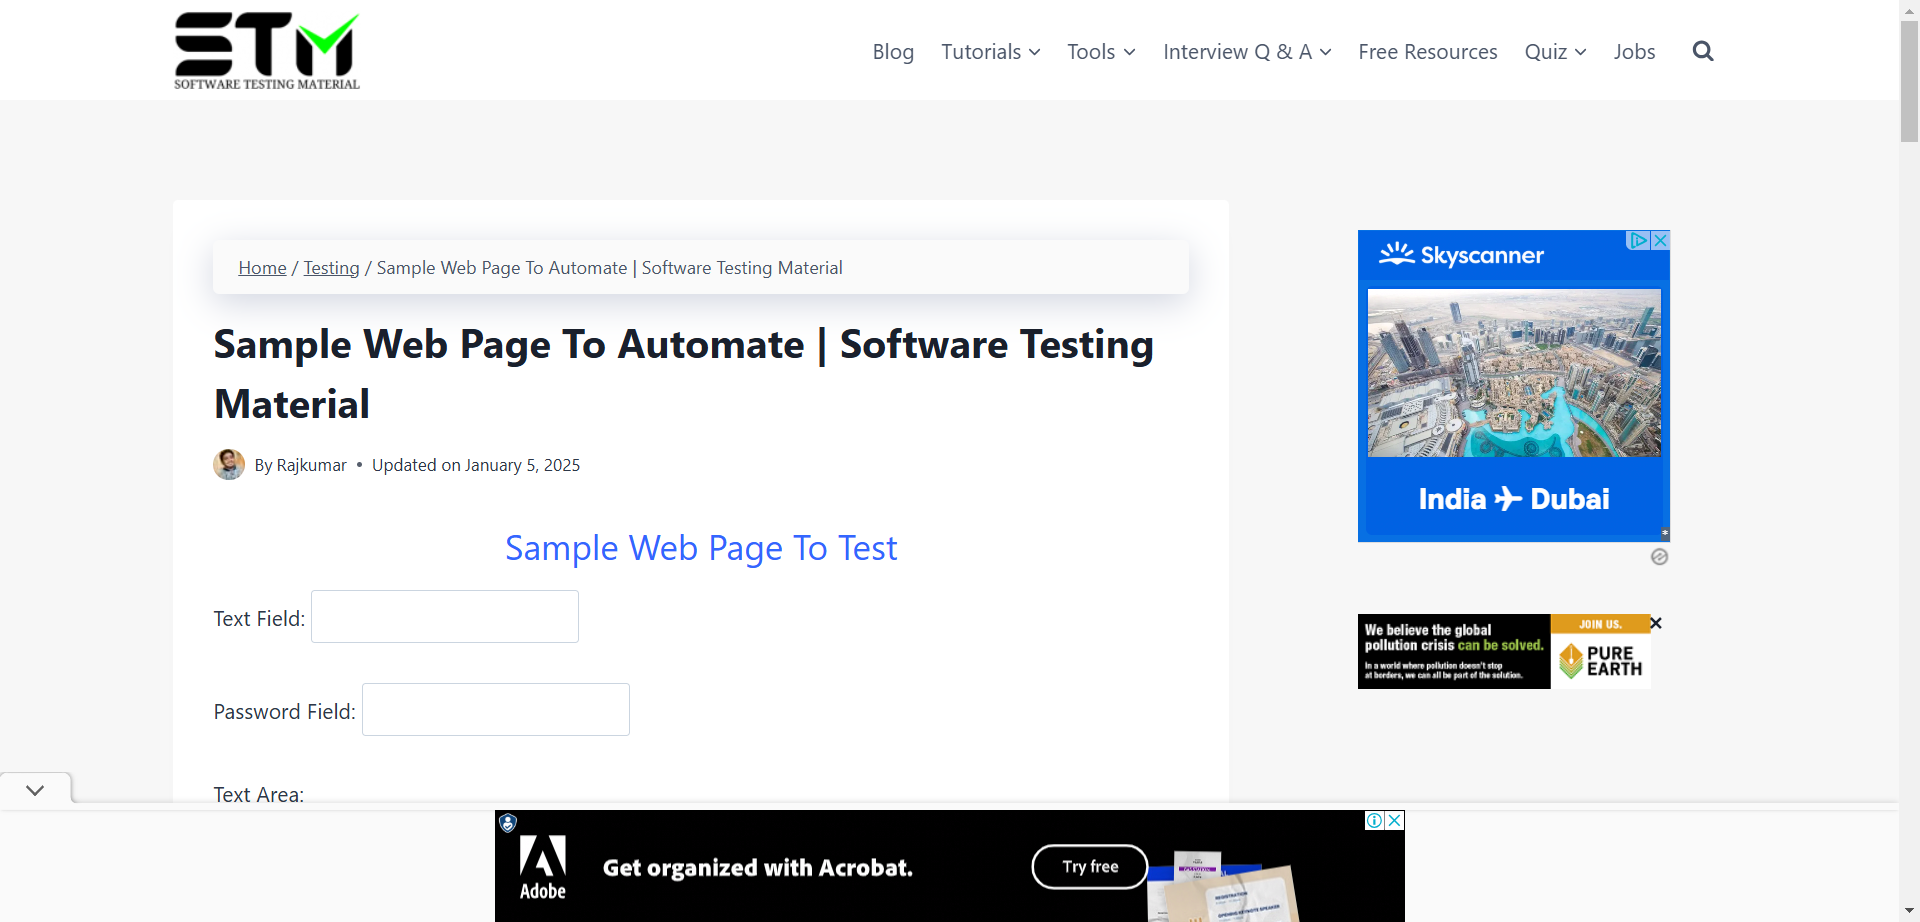 STM
SOFTWARE TESTING MATERIAL
Blog
Tutorials
Tools
Interview Q & A
Free Resources
Quiz
Jobs
Home / Testing / Sample Web Page To Automate | Software Testing Material
Sample Web Page To Automate | Software Testing
Material
By Rajkumar • Updated on January 5, 2025
Sample Web Page To Test
Text Field:
Password Field:
Text Area:
Skyscanner
India Dubai
We believe the global
pollution crisis can be solved.
In a world where pollution doesn't stop
at borders, we can all be part of the solution.
JOIN US.
PURE
EARTH
Adobe
Get organized with Acrobat.
Try free
REGISTRATION
OPENING KEYNOTE SPEAKER